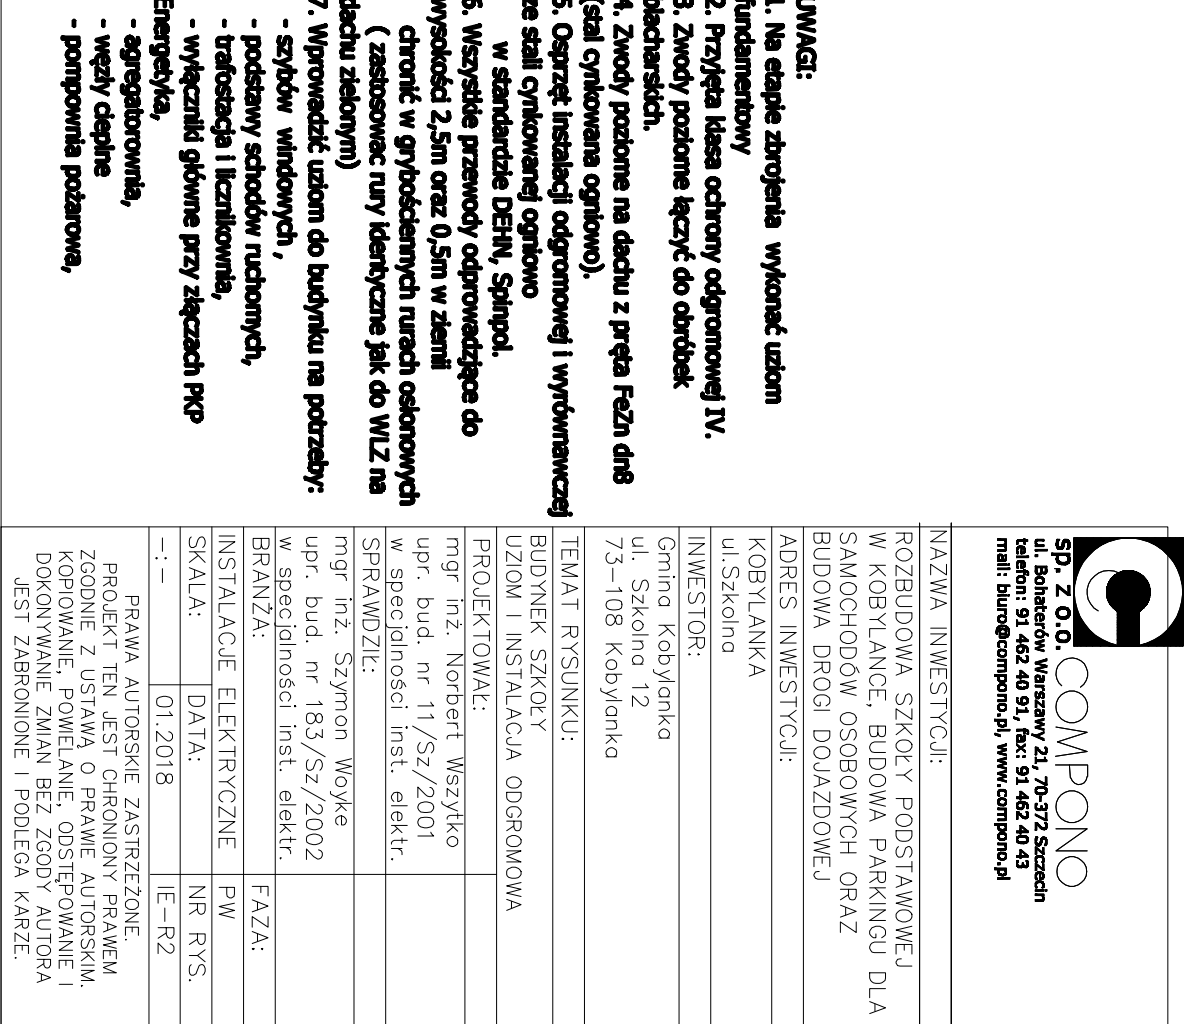 UWAGI:
1. Na etapie zbrojenia wykonać uziom
fundamentowy
2. Przyjęta klasa ochrony odgromowej IV.
3. Zwody poziome łączyć do obróbek
blacharskich.
4. Zwody poziome na dachu z pręta FeZn dn8
(stal cynkowana ogniowo).
5. Osprzęt instalacji odgromowej i wyrównawczej
ze stali cynkowanej ogniowo
w standardzie DEHN, Spinpol.
6. Wszystkie przewody odprowadzjące do
wysokości 2,5m oraz 0,5m w ziemi
chronić w grybościennych rurach osłonowych
( zastosowac rury identyczne jak do WLZ na
dachu zielonym)
7. Wprowadzić uziom do budynku na potrzeby:
- szybów windowych ,
- podstawy schodów ruchomych,
- trafostacja i licznikownia,
- wyłączniki główne przy złączach PKP
Energetyka,
- agregatorownia,
- węzły cieplne
- pompownia pożarowa,
sp. z o.o. COMPONO
ul. Bohaterów Warszawy 21, 70-372 Szczecin
telefon: 91 462 40 91, fax: 91 462 40 43
mail: biuro@compono.pl, www.compono.pl
NAZWA INWESTYCJI:
ROZBUDOWA SZKOŁY PODSTAWOWEJ
W KOBYLANCE, BUDOWA PARKINGU DLA
SAMOCHODÓW OSOBOWYCH ORAZ
BUDOWA DROGI DOJAZDOWEJ
ADRES INWESTYCJI:
KOBYLANKA
ul.Szkolna
INWESTOR:
Gmina Kobylanka
ul. Szkolna 12
73-108 Kobylanka
TEMAT RYSUNKU:
BUDYNEK SZKOŁY
UZIOM I INSTALACJA ODGROMOWA
PROJEKTOWAŁ:
mgr inż. Norbert Wszytko
upr. bud. nr 11/Sz/2001
w specjalności inst. elektr.
SPRAWDZIŁ:
mgr inż. Szymon Woyke
upr. bud. nr 183/Sz/2002
w specjalności inst. elektr.
BRANŻA: FAZA:
INSTALACJE ELEKTRYCZNE PW
SKALA: DATA: NR RYS.
-:- 01.2018 IE-R2
PRAWA AUTORSKIE ZASTRZEŻONE.
PROJEKT TEN JEST CHRONIONY PRAWEM
ZGODNIE Z USTAWĄ O PRAWIE AUTORSKIM.
KOPIOWANIE, POWIELANIE, ODSTĘPOWANIE I
DOKONYWANIE ZMIAN BEZ ZGODY AUTORA
JEST ZABRONIONE I PODLEGA KARZE.